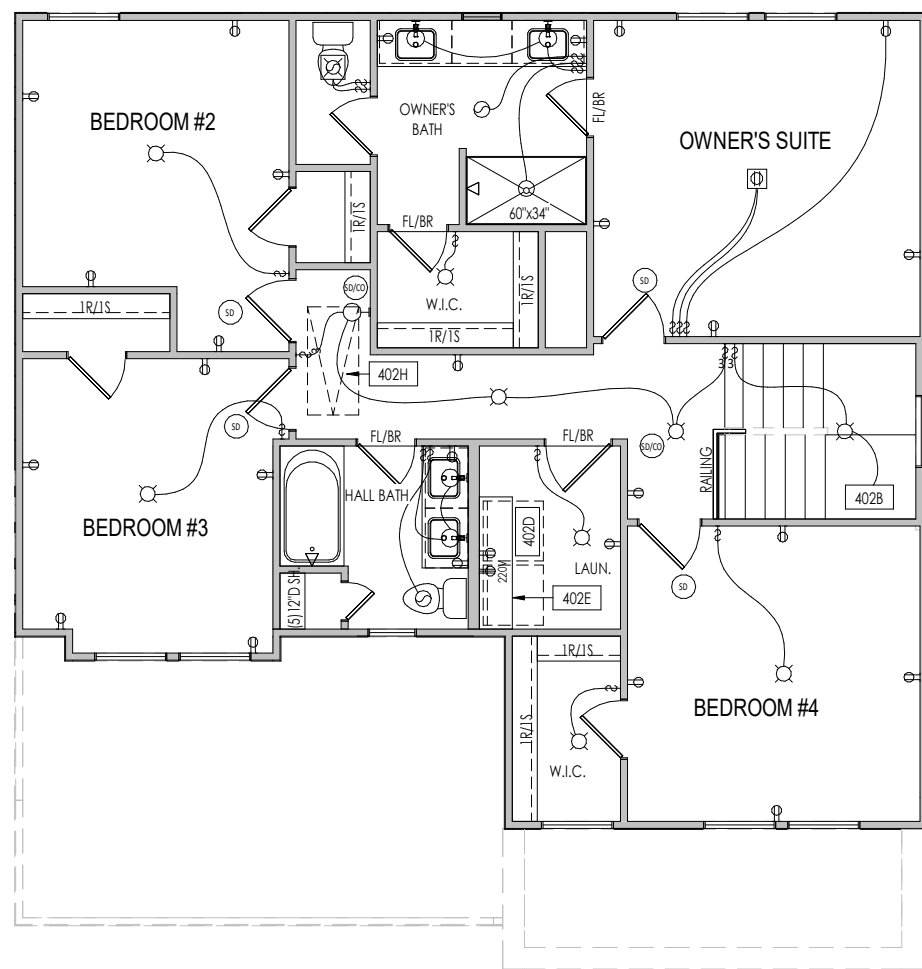 BEDROOM #2
OWNER'S
BATH
FL/BR
OWNER'S SUITE
1R/1S
60"x34"
FL/BR
1R/1S
W.I.C.
1R/1S
SD
SD/CO
SD
1R/1S
402H
SD
FL/BR
FL/BR
SD/CO
3 3
RAILING
402B
HALL BATH
BEDROOM #3
402D
220V
LAUN.
402E
(5) 12"D SH.
SD
1R/1S
1R/1S
W.I.C.
BEDROOM #4